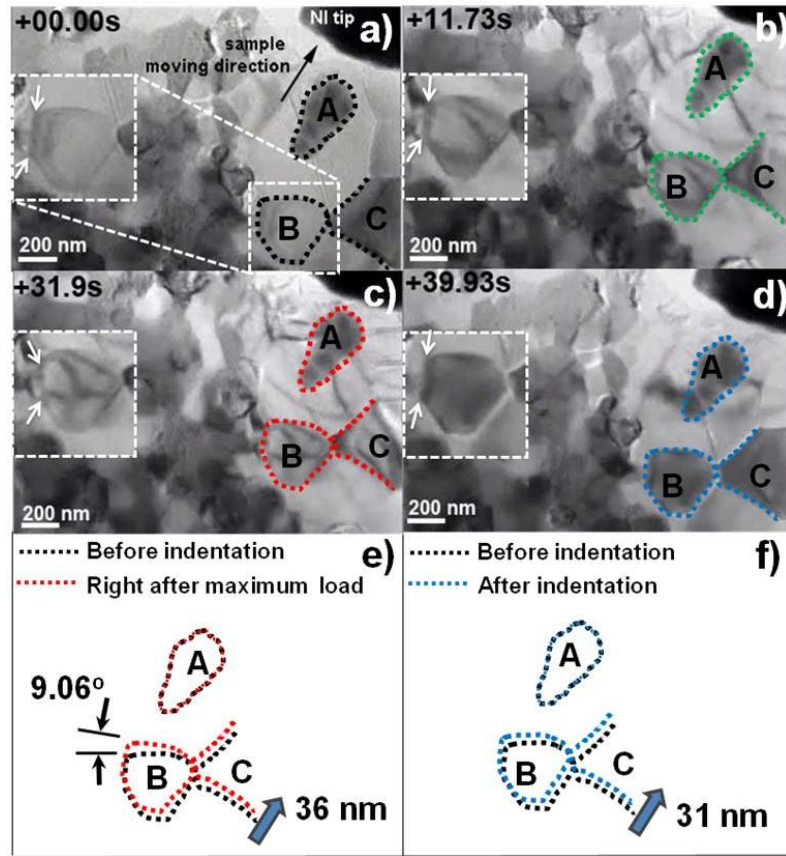 +00.00s
NI tip
a)
sample
moving direction
A
B
C
200 nm
+11.73s
b)
A
B
C
200 nm
+31.9s
c)
A
B
C
200 nm
+39.93s
d)
A
B
C
200 nm
Before indentation
Right after maximum load
e)
A
9.06°
B
C
36 nm
Before indentation
After indentation
f)
A
B
C
31 nm